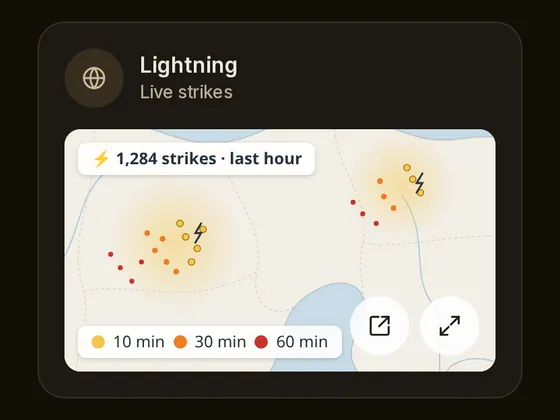 Lightning
Live strikes
⚡ 1,284 strikes · last hour
10 min 30 min 60 min